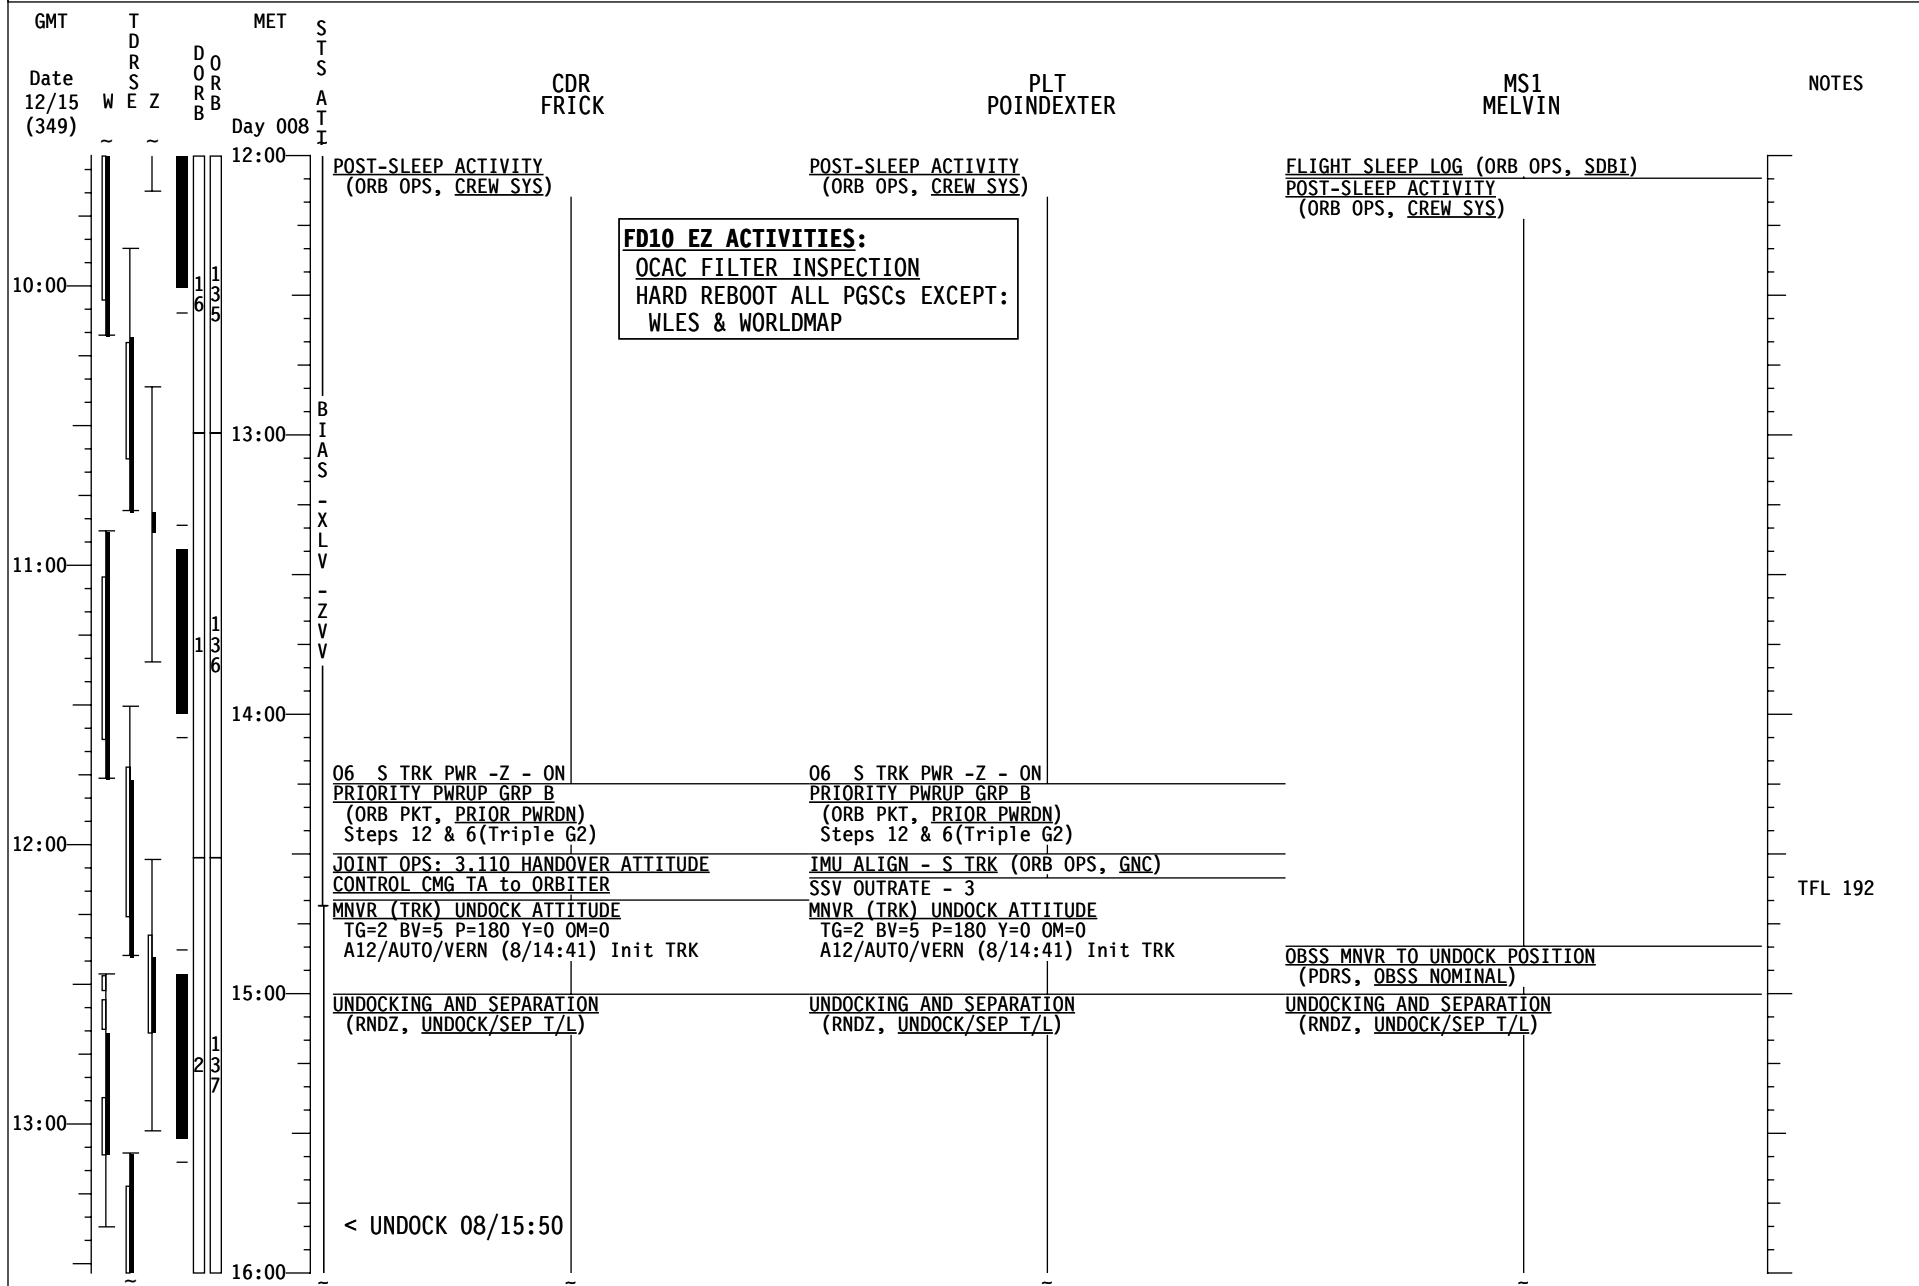 GMT
TDRS
MET
STS ATT
DORB
ORB
Date
12/15
(349)
W E Z
Day 008
CDR
FRICK
PLT
POINDEXTER
MS1
MELVIN
NOTES
~ ~
12:00
POST-SLEEP ACTIVITY
(ORB OPS, CREW SYS)
POST-SLEEP ACTIVITY
(ORB OPS, CREW SYS)
FLIGHT SLEEP LOG (ORB OPS, SDBI)
POST-SLEEP ACTIVITY
(ORB OPS, CREW SYS)
FD10 EZ ACTIVITIES:
OCAC FILTER INSPECTION
HARD REBOOT ALL PGSCs EXCEPT:
WLES & WORLDMAP
10:00
16
135
13:00
BIAS -XLV -ZVV
11:00
1
136
14:00
O6 S TRK PWR -Z - ON
PRIORITY PWRUP GRP B
(ORB PKT, PRIOR PWRDN)
Steps 12 & 6(Triple G2)
O6 S TRK PWR -Z - ON
PRIORITY PWRUP GRP B
(ORB PKT, PRIOR PWRDN)
Steps 12 & 6(Triple G2)
12:00
JOINT OPS: 3.110 HANDOVER ATTITUDE
CONTROL CMG TA to ORBITER
IMU ALIGN - S TRK (ORB OPS, GNC)
SSV OUTRATE - 3
TFL 192
MNVR (TRK) UNDOCK ATTITUDE
TG=2 BV=5 P=180 Y=0 OM=0
A12/AUTO/VERN (8/14:41) Init TRK
MNVR (TRK) UNDOCK ATTITUDE
TG=2 BV=5 P=180 Y=0 OM=0
A12/AUTO/VERN (8/14:41) Init TRK
OBSS MNVR TO UNDOCK POSITION
(PDRS, OBSS NOMINAL)
15:00
UNDOCKING AND SEPARATION
(RNDZ, UNDOCK/SEP T/L)
UNDOCKING AND SEPARATION
(RNDZ, UNDOCK/SEP T/L)
UNDOCKING AND SEPARATION
(RNDZ, UNDOCK/SEP T/L)
2
137
13:00
< UNDOCK 08/15:50
16:00
~ ~ ~ ~ ~